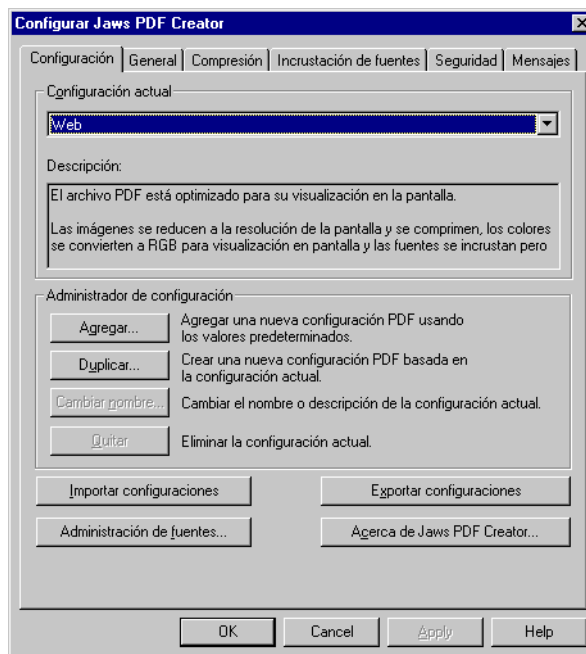 Configurar Jaws PDF Creator
Configuración General Compresión Incrustación de fuentes Seguridad Mensajes
Configuración actual
Web
Descripción:
El archivo PDF está optimizado para su visualización en la pantalla.
Las imágenes se reducen a la resolución de la pantalla y se comprimen, los colores
se convierten a RGB para visualización en pantalla y las fuentes se incrustan pero
Administrador de configuración
Agregar...
Agregar una nueva configuración PDF usando
los valores predeterminados.
Duplicar...
Crear una nueva configuración PDF basada en
la configuración actual.
Cambiar nombre...
Cambiar el nombre o descripción de la configuración actual.
Quitar
Eliminar la configuración actual.
Importar configuraciones
Exportar configuraciones
Administración de fuentes...
Acerca de Jaws PDF Creator...
OK Cancel Apply Help